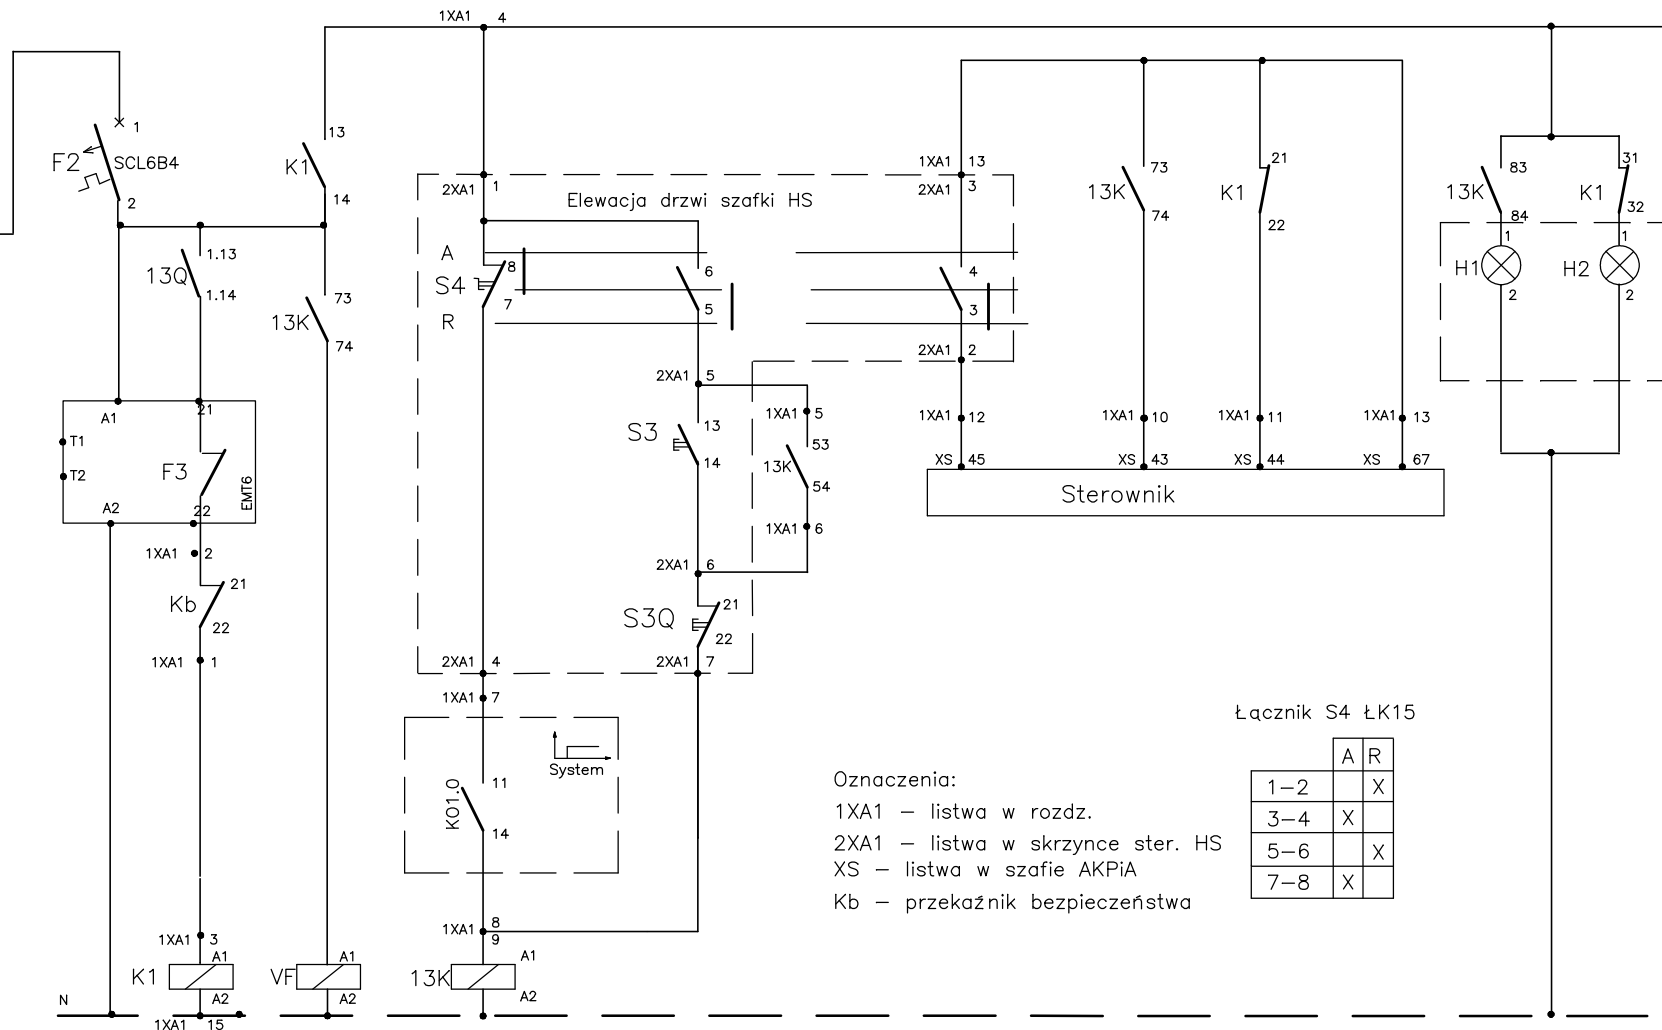 1XA1 4
1
F2 SCL6B4
2
13
K1
14
1XA1 13
2XA1 1
2XA1 3
Elewacja drzwi szafki HS
73
13K
74
21
K1
22
83
13K
84
31
K1
32
1.13
13Q
1.14
A
S4
R
8
7
6
5
4
3
1
H1
2
1
H2
2
73
13K
74
2XA1 2
2XA1 5
1XA1 5
1XA1 12
1XA1 10
1XA1 11
1XA1 13
A1
21
T1
T2
F3
EMT6
A2
22
S3
13
14
53
13K
54
XS 45
XS 43
XS 44
XS 67
Sterownik
1XA1 6
1XA1 2
2XA1 6
21
Kb
22
21
S3Q
22
1XA1 1
2XA1 4
2XA1 7
1XA1 7
System
11
K01.0
14
Łącznik S4 ŁK15
A R
1-2 X
3-4 X
5-6 X
7-8 X
Oznaczenia:
1XA1 – listwa w rozdz.
2XA1 – listwa w skrzynce ster. HS
XS – listwa w szafie AKPiA
Kb – przekaźnik bezpieczeństwa
1XA1 3
1XA1 8
9
A1
K1
A2
A1
VF
A2
A1
13K
A2
N
1XA1 15